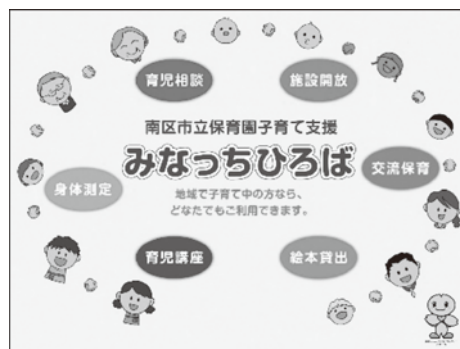 育児相談
施設開放
南区市立保育園子育て支援
みなっちひろば
身体測定
交流保育
地域で子育て中の方なら、
どなたでもご利用できます。
育児講座
絵本貸出